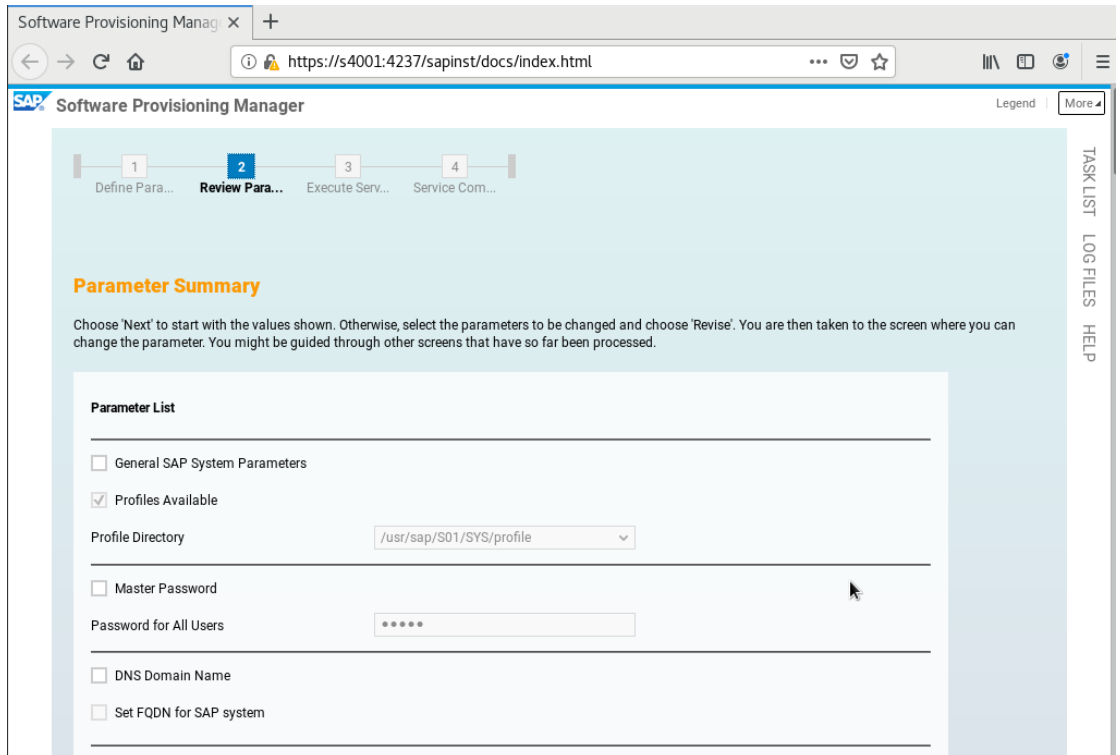 Software Provisioning Manag
https://s4001:4237/sapinst/docs/index.html
SAP Software Provisioning Manager
Legend
More
1
2
3
4
Define Para...
Review Para...
Execute Serv...
Service Com...
TASK LIST
LOG FILES
HELP
Parameter Summary
Choose 'Next' to start with the values shown. Otherwise, select the parameters to be changed and choose 'Revise'. You are then taken to the screen where you can
change the parameter. You might be guided through other screens that have so far been processed.
Parameter List
General SAP System Parameters
Profiles Available
Profile Directory
/usr/sap/S01/SYS/profile
Master Password
Password for All Users
•••••
DNS Domain Name
Set FQDN for SAP system